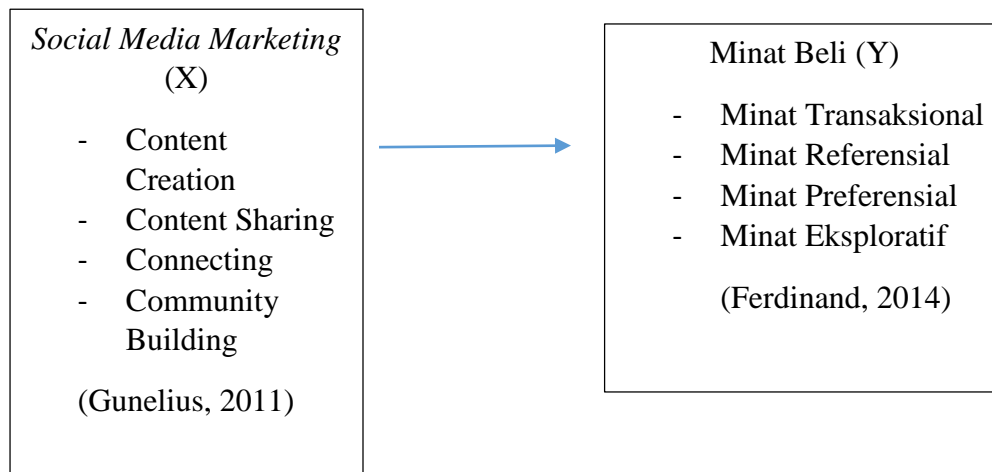 Social Media Marketing
(X)
- Content
Creation
- Content Sharing
- Connecting
- Community
Building
(Gunelius, 2011)
Minat Beli (Y)
- Minat Transaksional
- Minat Referensial
- Minat Preferensial
- Minat Eksploratif
(Ferdinand, 2014)